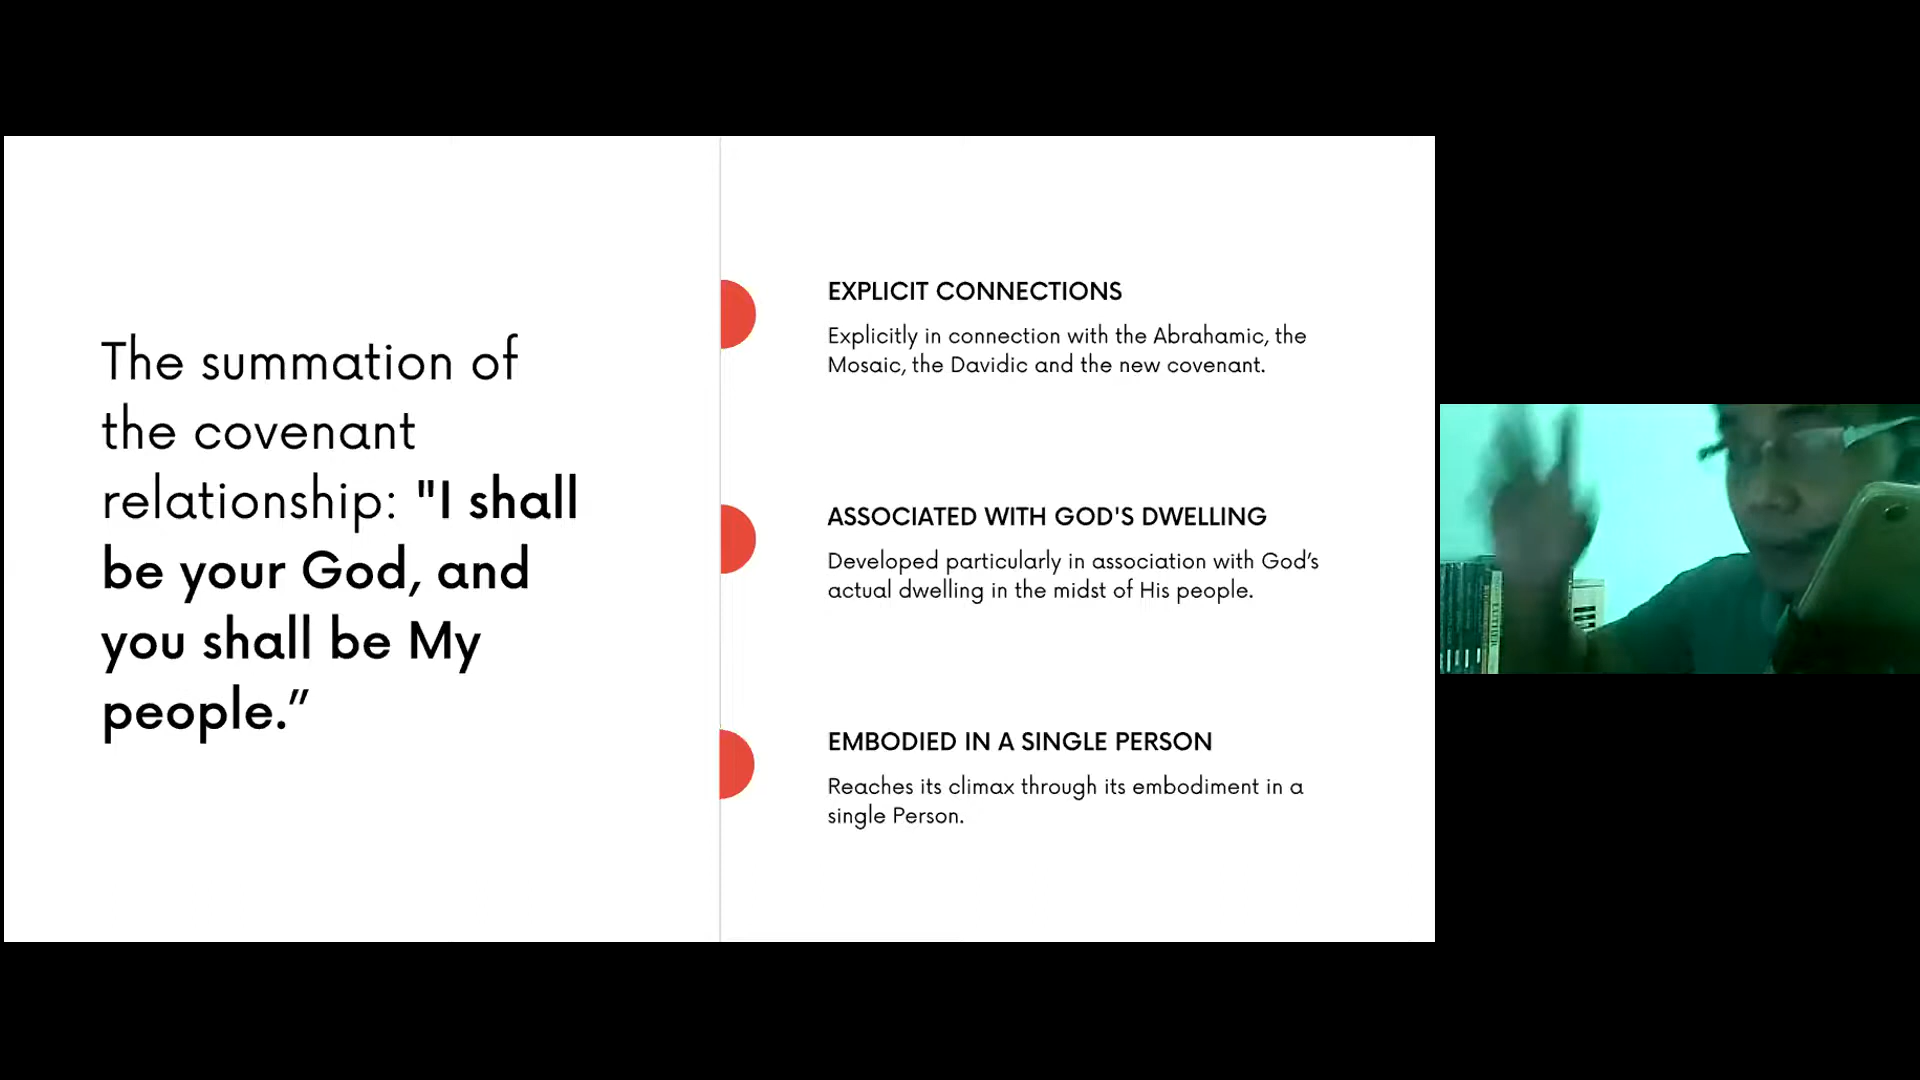 The summation of
the covenant
relationship: "I shall
be your God, and
you shall be My
people.”
EXPLICIT CONNECTIONS
Explicitly in connection with the Abrahamic, the
Mosaic, the Davidic and the new covenant.
ASSOCIATED WITH GOD'S DWELLING
Developed particularly in association with God’s
actual dwelling in the midst of His people.
EMBODIED IN A SINGLE PERSON
Reaches its climax through its embodiment in a
single Person.